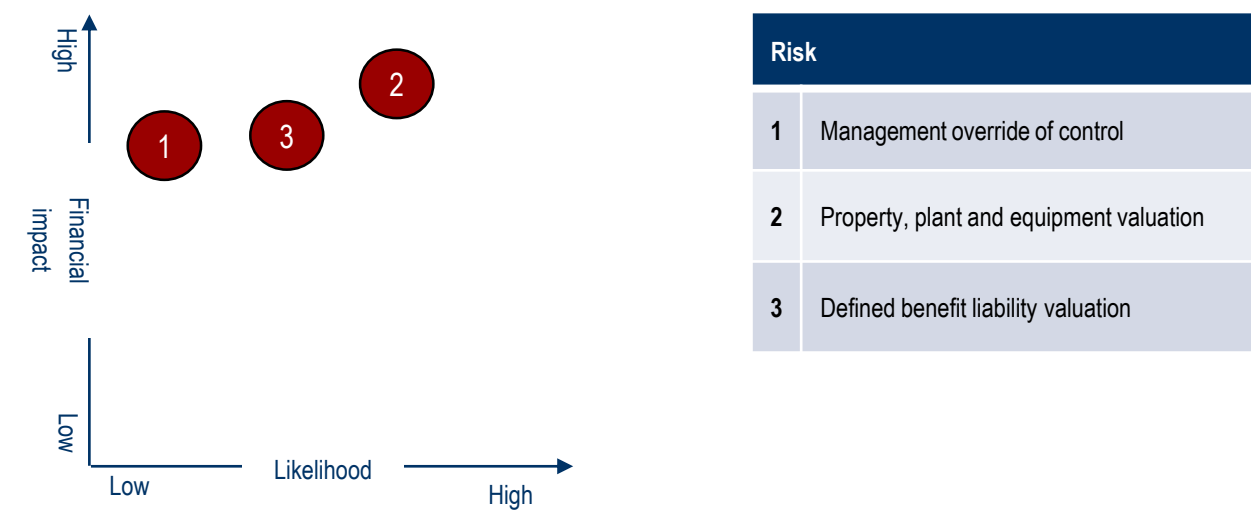 High
Financial
impact
Low
1
3
2
Low
Likelihood
High
Risk
1 Management override of control
2 Property, plant and equipment valuation
3 Defined benefit liability valuation